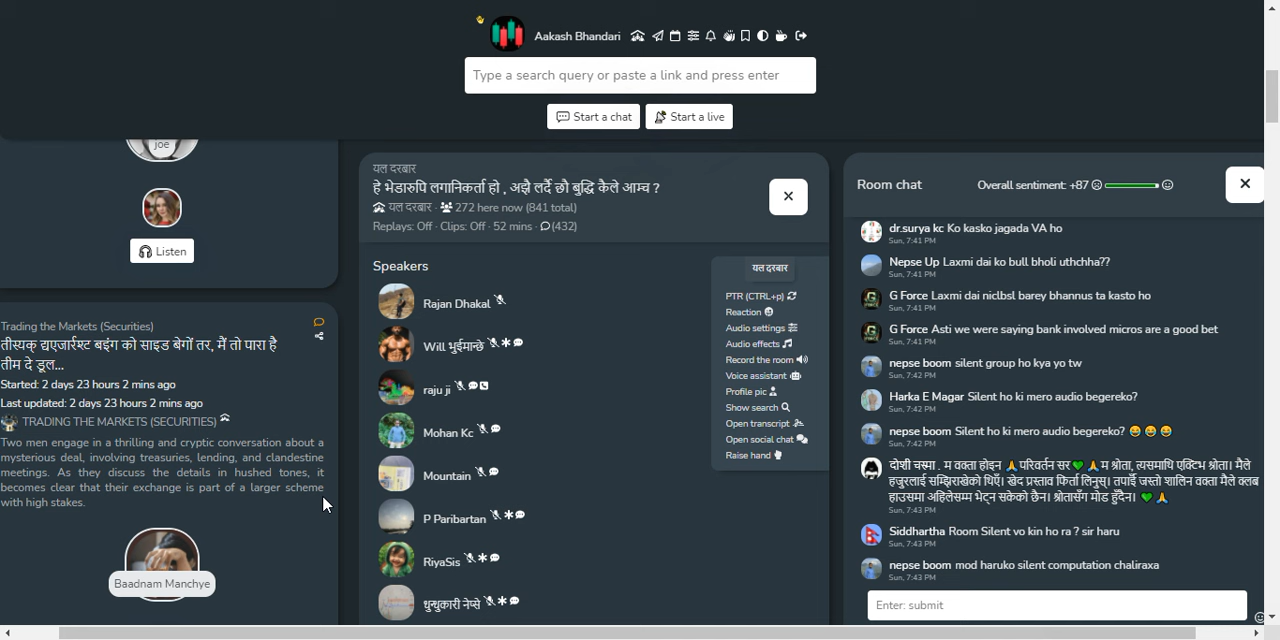 Aakash Bhandari
Type a search query or paste a link and press enter
Start a chat
Start a live
joe
Listen
Trading the Markets (Securities)
तीस्यक् द्यएजार्रस्ट बइंग को साइड बेगों तर, मैं तो पारा है
तीम दे डूल...
Started: 2 days 23 hours 2 mins ago
Last updated: 2 days 23 hours 2 mins ago
TRADING THE MARKETS (SECURITIES)
Two men engage in a thrilling and cryptic conversation about a
mysterious deal, involving treasuries, lending, and clandestine
meetings. As they discuss the details in hushed tones, it
becomes clear that their exchange is part of a larger scheme
with high stakes.
Baadnam Manchye
यल दरबार
हे भेडारुपि लगानिकर्ता हो , अझै लर्दै छौ बुद्धि कैले आम्च ?
यल दरबार · 272 here now (841 total)
Replays: Off · Clips: Off · 52 mins · (432)
Speakers
Rajan Dhakal
Will भुईमान्छे
raju ji
Mohan Kc
Mountain
P Paribartan
RiyaSis
धुन्धुकारी नेप्से
यल दरबार
PTR (CTRL+p)
Reaction
Audio settings
Audio effects
Record the room
Voice assistant
Profile pic
Show search
Open transcript
Open social chat
Raise hand
Room chat
Overall sentiment: +87
dr.surya kc Ko kasko jagada VA ho
Sun, 7:41 PM
Nepse Up Laxmi dai ko bull bholi uthchha??
Sun, 7:41 PM
G Force Laxmi dai niclbsl barey bhannus ta kasto ho
Sun, 7:41 PM
G Force Asti we were saying bank involved micros are a good bet
Sun, 7:41 PM
nepse boom silent group ho kya yo tw
Sun, 7:42 PM
Harka E Magar Silent ho ki mero audio begereko?
Sun, 7:42 PM
nepse boom Silent ho ki mero audio begereko? 😄 😄 😄
Sun, 7:42 PM
दोशी चस्मा . म वक्ता होइन 🙏 परिवर्तन सर 💚 🙏 म श्रोता, त्यसमाथि एक्टिभ श्रोता। मैले
हजुरलाई सम्झिराखेको थिएँ। खेद प्रस्ताव फिर्ता लिनुस्। तपाईँ जस्तो शालिन वक्ता मैले क्लब
हाउसमा अहिलेसम्म भेट्न सकेको छैन। श्रोतासँग मोड हुँदैन। 💚 🙏
Sun, 7:43 PM
Siddhartha Room Silent vo kin ho ra ? sir haru
Sun, 7:43 PM
nepse boom mod haruko silent computation chaliraxa
Sun, 7:43 PM
Enter: submit